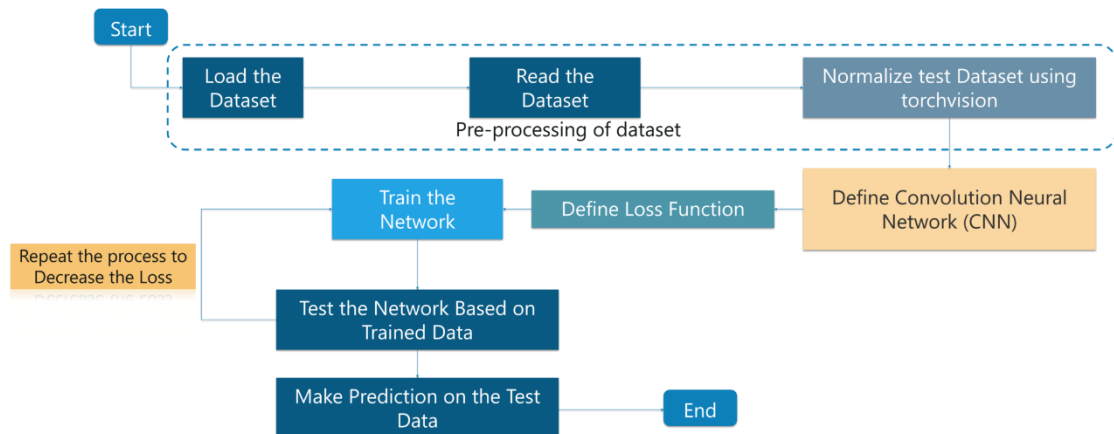 Start
Load the
Dataset
Read the
Dataset
Normalize test Dataset using
torchvision
Pre-processing of dataset
Define Convolution Neural
Network (CNN)
Define Loss Function
Train the
Network
Repeat the process to
Decrease the Loss
Test the Network Based on
Trained Data
Make Prediction on the Test
Data
End